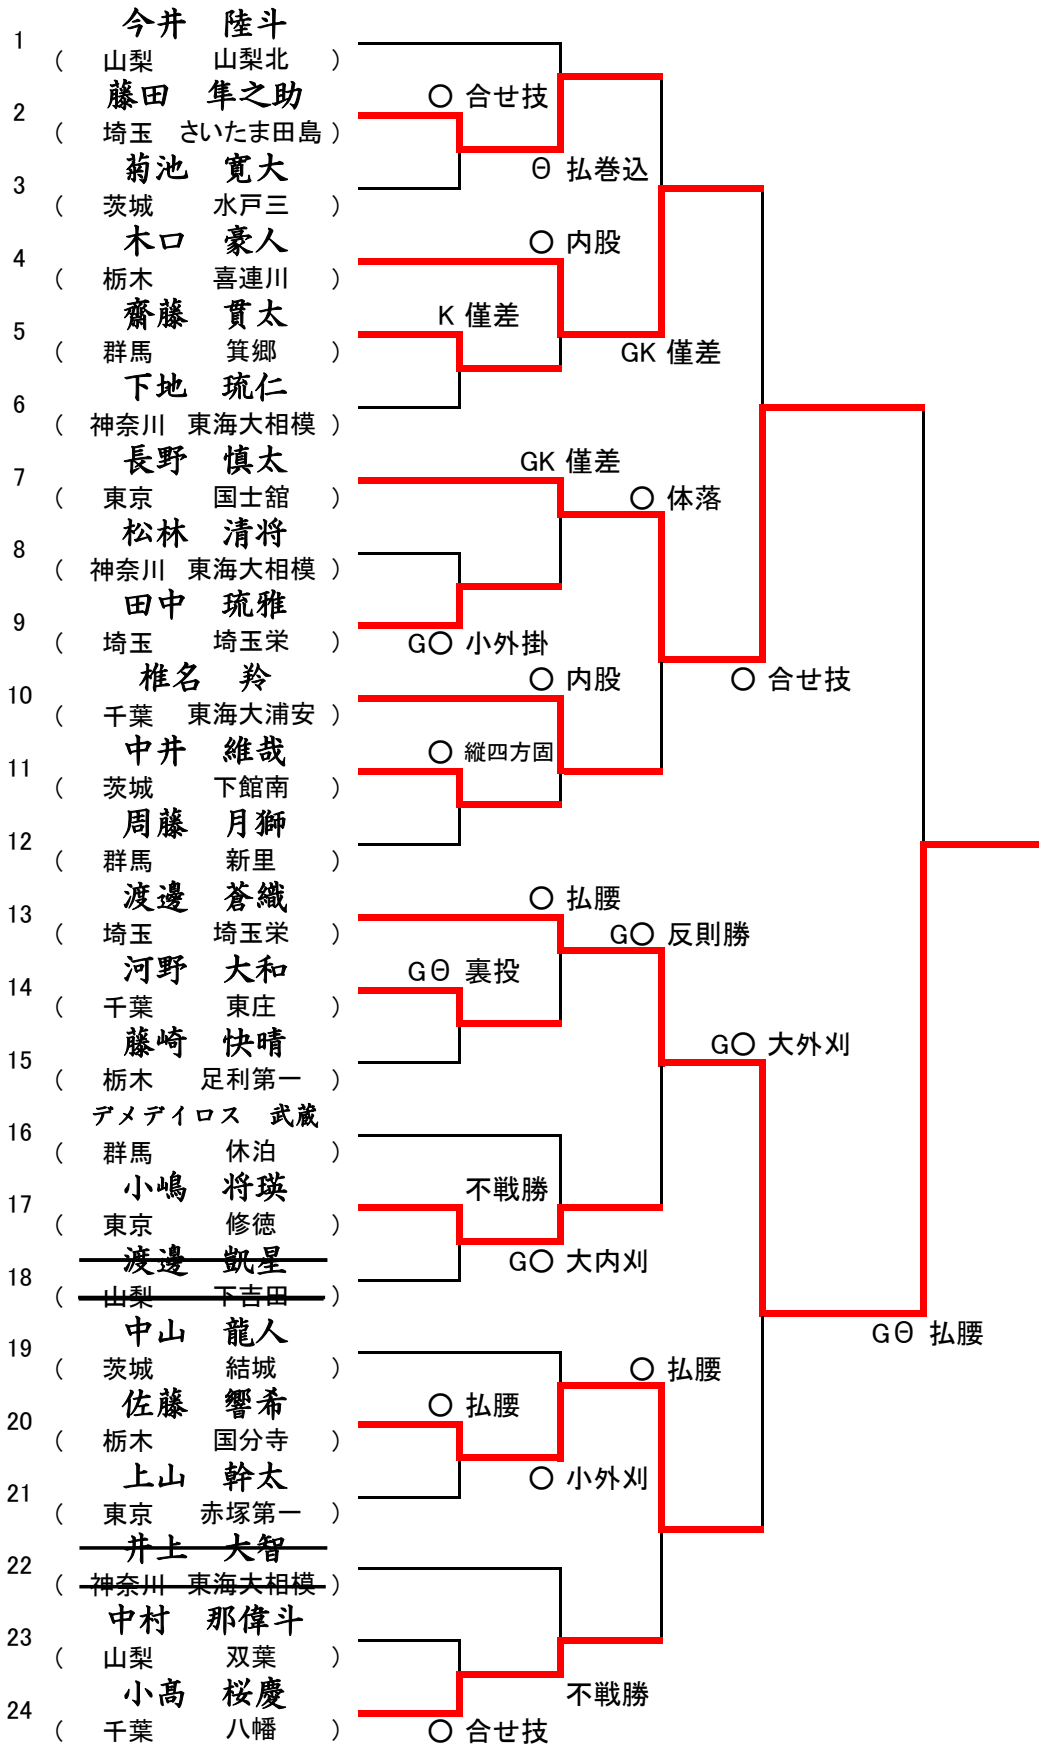 今井 陸斗
1
( 山梨 山梨北 )
藤田 隼之助
○ 合せ技
2
( 埼玉 さいたま田島 )
菊池 寛大
Θ 払巻込
3
( 茨城 水戸三 )
木口 豪人
○ 内股
4
( 栃木 喜連川 )
齋藤 貫太
K 僅差
5
( 群馬 箕郷 )
GK 僅差
下地 琉仁
6
( 神奈川 東海大相模 )
長野 慎太
GK 僅差
7
( 東京 国士舘 )
○ 体落
松林 清将
8
( 神奈川 東海大相模 )
田中 琉雅
9
( 埼玉 埼玉栄 )
G○ 小外掛
椎名 羚
○ 内股
○ 合せ技
10
( 千葉 東海大浦安 )
中井 維哉
○ 縦四方固
11
( 茨城 下館南 )
周藤 月獅
12
( 群馬 新里 )
渡邊 蒼織
○ 払腰
13
( 埼玉 埼玉栄 )
G○ 反則勝
河野 大和
GΘ 裏投
14
( 千葉 東庄 )
藤崎 快晴
G○ 大外刈
15
( 栃木 足利第一 )
デメデイロス 武蔵
16
( 群馬 休泊 )
小嶋 将瑛
不戦勝
17
( 東京 修徳 )
渡邊 凱星
G○ 大内刈
18
( 山梨 下吉田 )
中山 龍人
GΘ 払腰
19
( 茨城 結城 )
○ 払腰
佐藤 響希
○ 払腰
20
( 栃木 国分寺 )
上山 幹太
○ 小外刈
21
( 東京 赤塚第一 )
井上 大智
22
( 神奈川 東海大相模 )
中村 那偉斗
23
( 山梨 双葉 )
小髙 桜慶
不戦勝
24
( 千葉 八幡 )
○ 合せ技